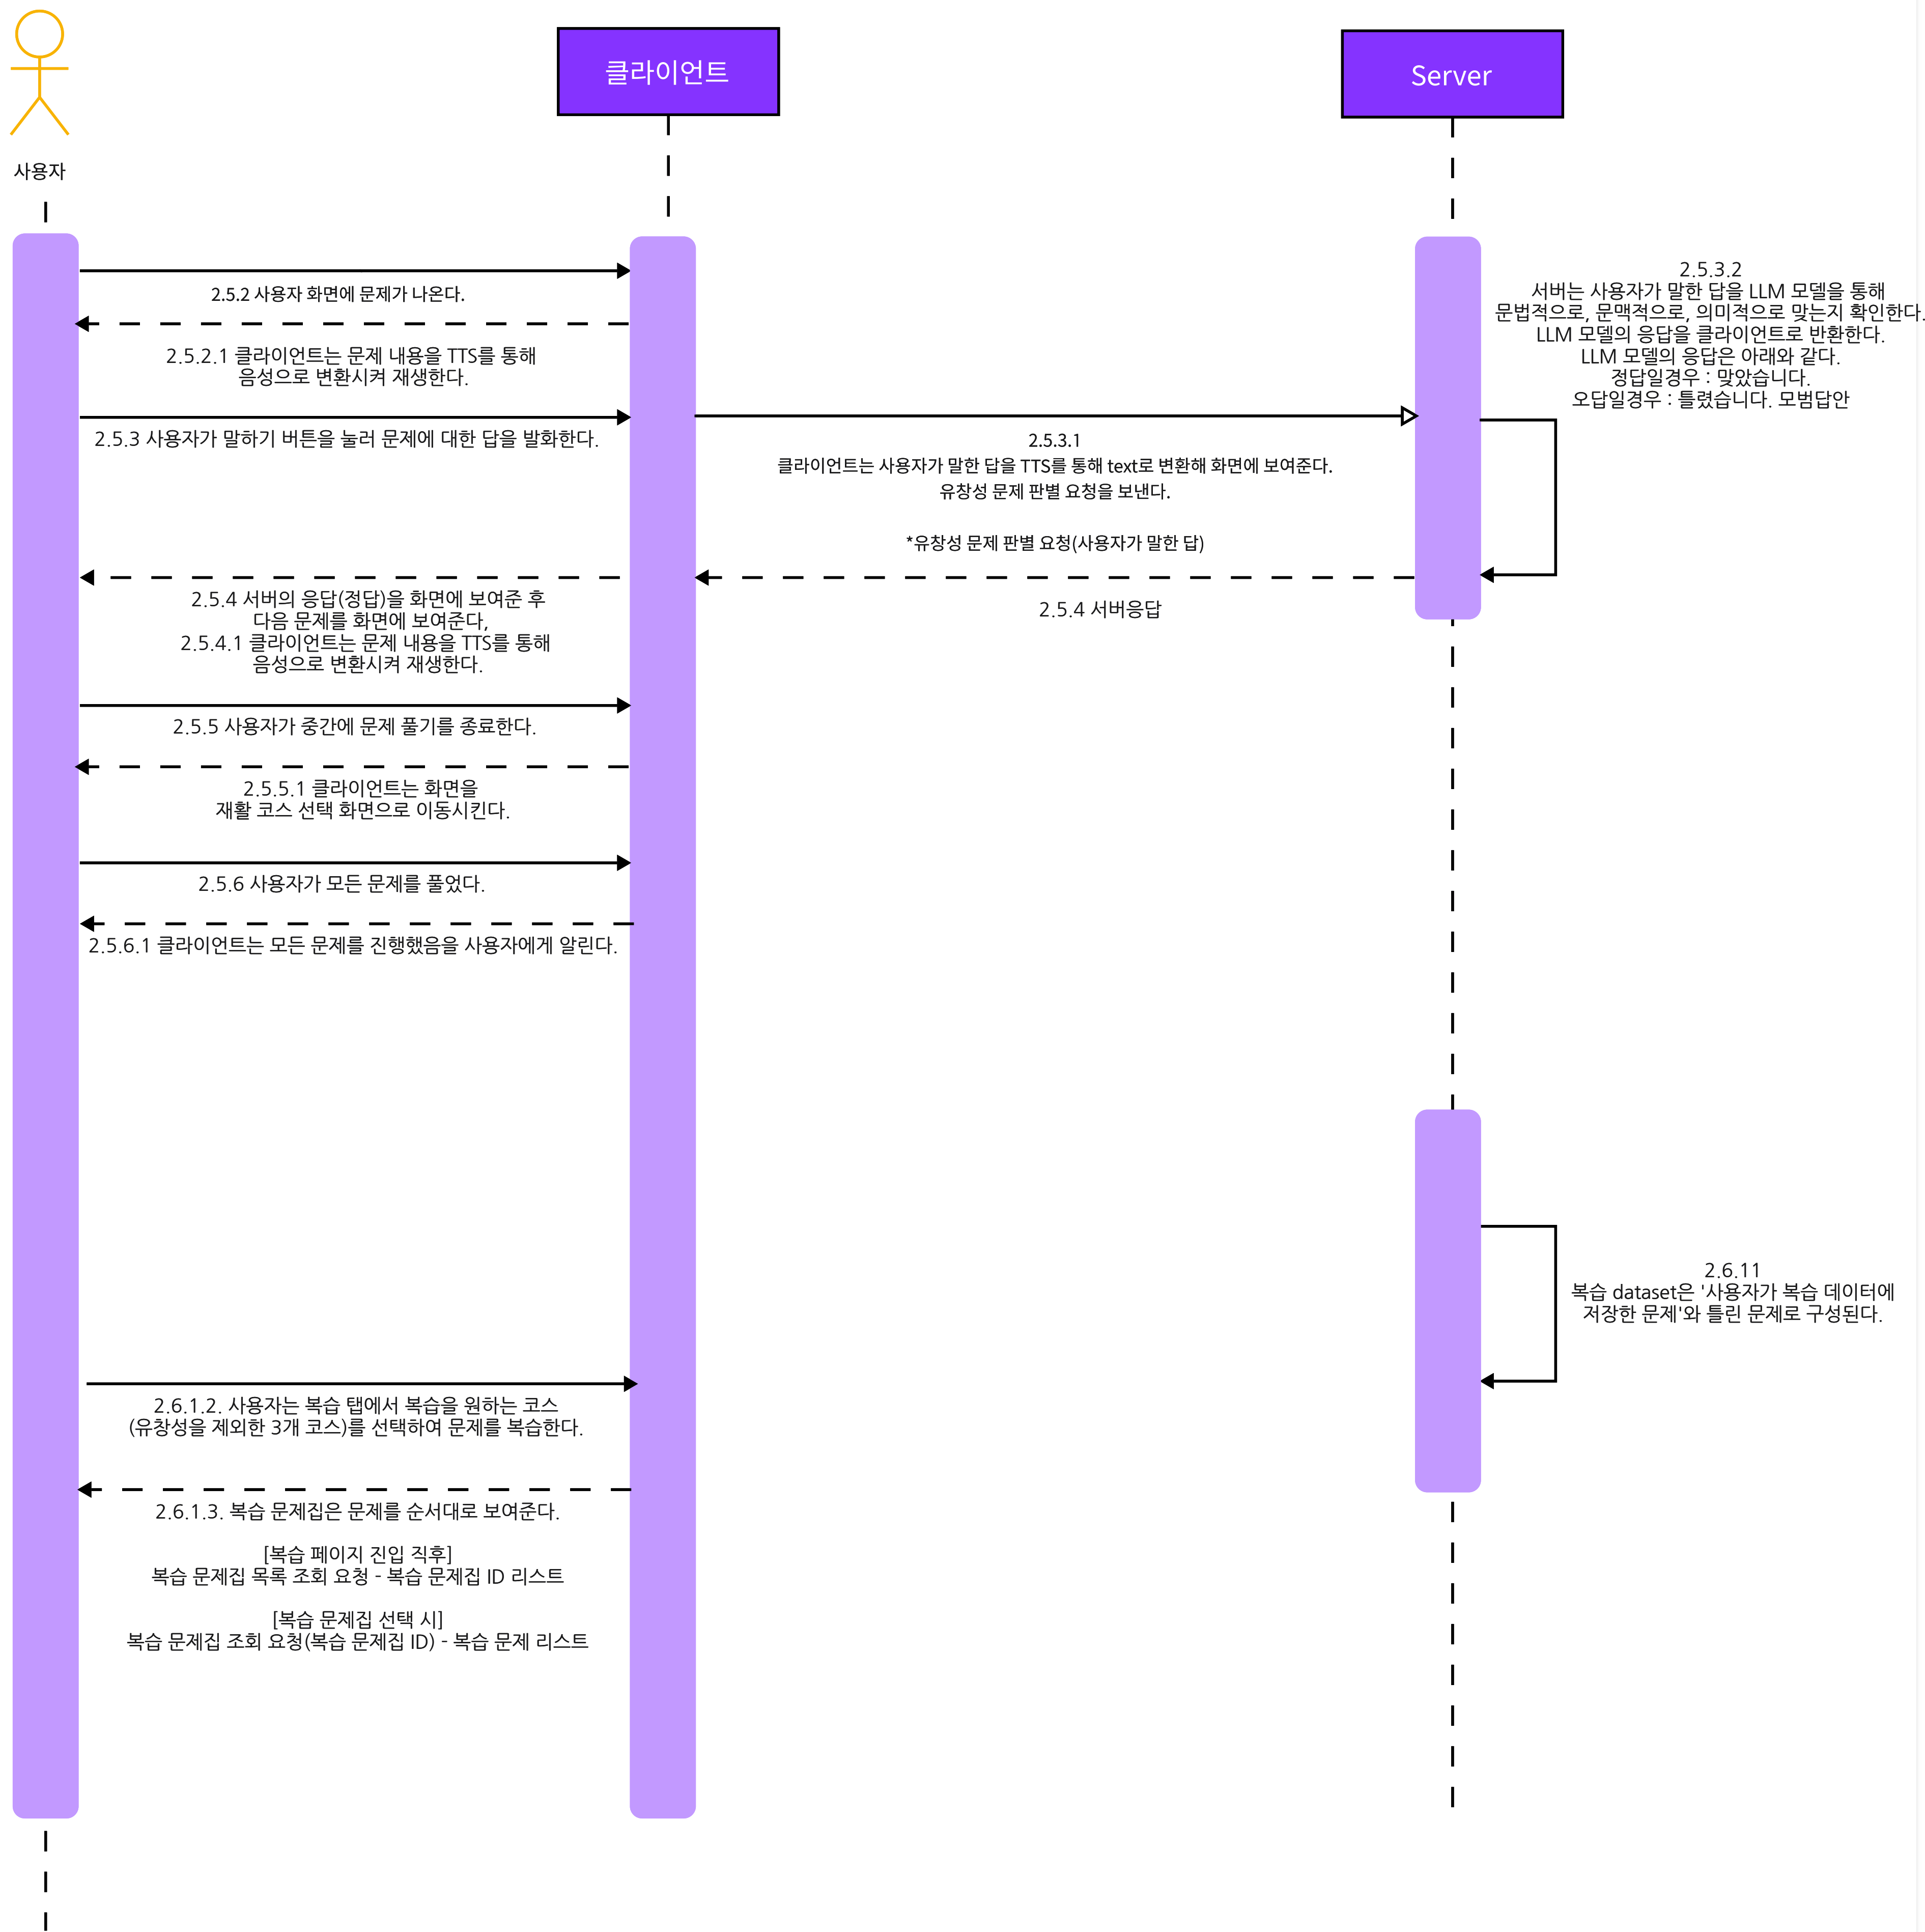 클라이언트
Server
사용자
2.5.2 사용자 화면에 문제가 나온다.
2.5.2.1 클라이언트는 문제 내용을 TTS를 통해
음성으로 변환시켜 재생한다.
2.5.3.2
서버는 사용자가 말한 답을 LLM 모델을 통해
문법적으로, 문맥적으로, 의미적으로 맞는지 확인한다.
LLM 모델의 응답을 클라이언트로 반환한다.
LLM 모델의 응답은 아래와 같다.
정답일경우 : 맞았습니다.
오답일경우 : 틀렸습니다. 모범답안
2.5.3 사용자가 말하기 버튼을 눌러 문제에 대한 답을 발화한다.
2.5.3.1
클라이언트는 사용자가 말한 답을 TTS를 통해 text로 변환해 화면에 보여준다.
유창성 문제 판별 요청을 보낸다.
*유창성 문제 판별 요청(사용자가 말한 답)
2.5.4 서버의 응답(정답)을 화면에 보여준 후
다음 문제를 화면에 보여준다,
2.5.4.1 클라이언트는 문제 내용을 TTS를 통해
음성으로 변환시켜 재생한다.
2.5.4 서버응답
2.5.5 사용자가 중간에 문제 풀기를 종료한다.
2.5.5.1 클라이언트는 화면을
재활 코스 선택 화면으로 이동시킨다.
2.5.6 사용자가 모든 문제를 풀었다.
2.5.6.1 클라이언트는 모든 문제를 진행했음을 사용자에게 알린다.
2.6.11
복습 dataset은 '사용자가 복습 데이터에
저장한 문제'와 틀린 문제로 구성된다.
2.6.1.2. 사용자는 복습 탭에서 복습을 원하는 코스
(유창성을 제외한 3개 코스)를 선택하여 문제를 복습한다.
2.6.1.3. 복습 문제집은 문제를 순서대로 보여준다.
[복습 페이지 진입 직후]
복습 문제집 목록 조회 요청 - 복습 문제집 ID 리스트
[복습 문제집 선택 시]
복습 문제집 조회 요청(복습 문제집 ID) - 복습 문제 리스트